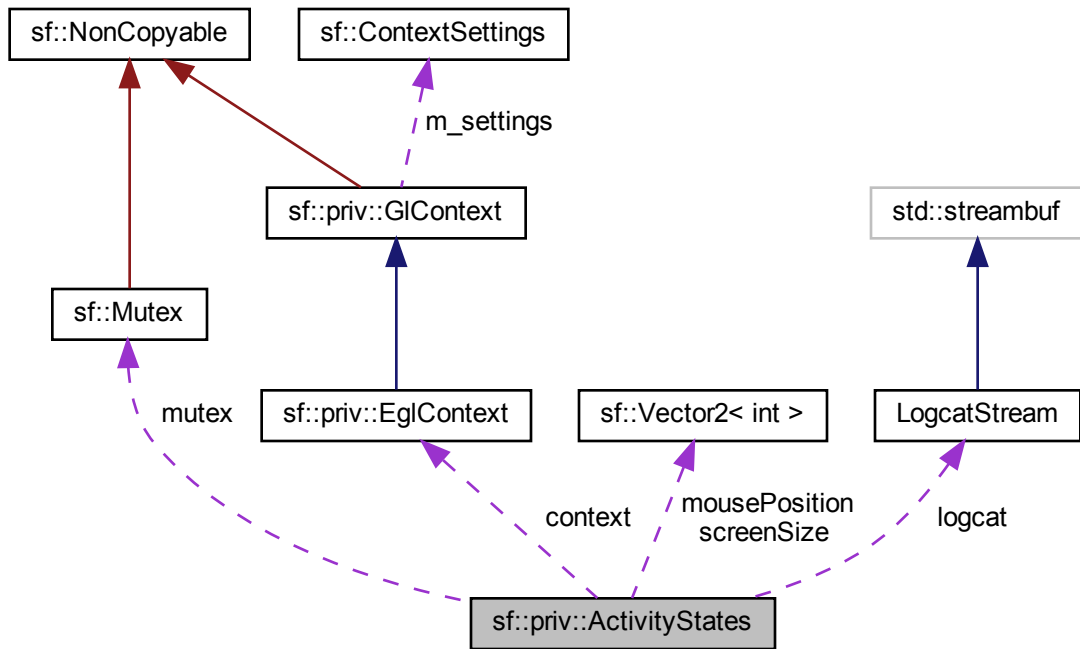 sf::NonCopyable
sf::ContextSettings
m_settings
sf::priv::GlContext
std::streambuf
sf::Mutex
mutex
sf::priv::EglContext
sf::Vector2< int >
LogcatStream
context
mousePosition
screenSize
logcat
sf::priv::ActivityStates